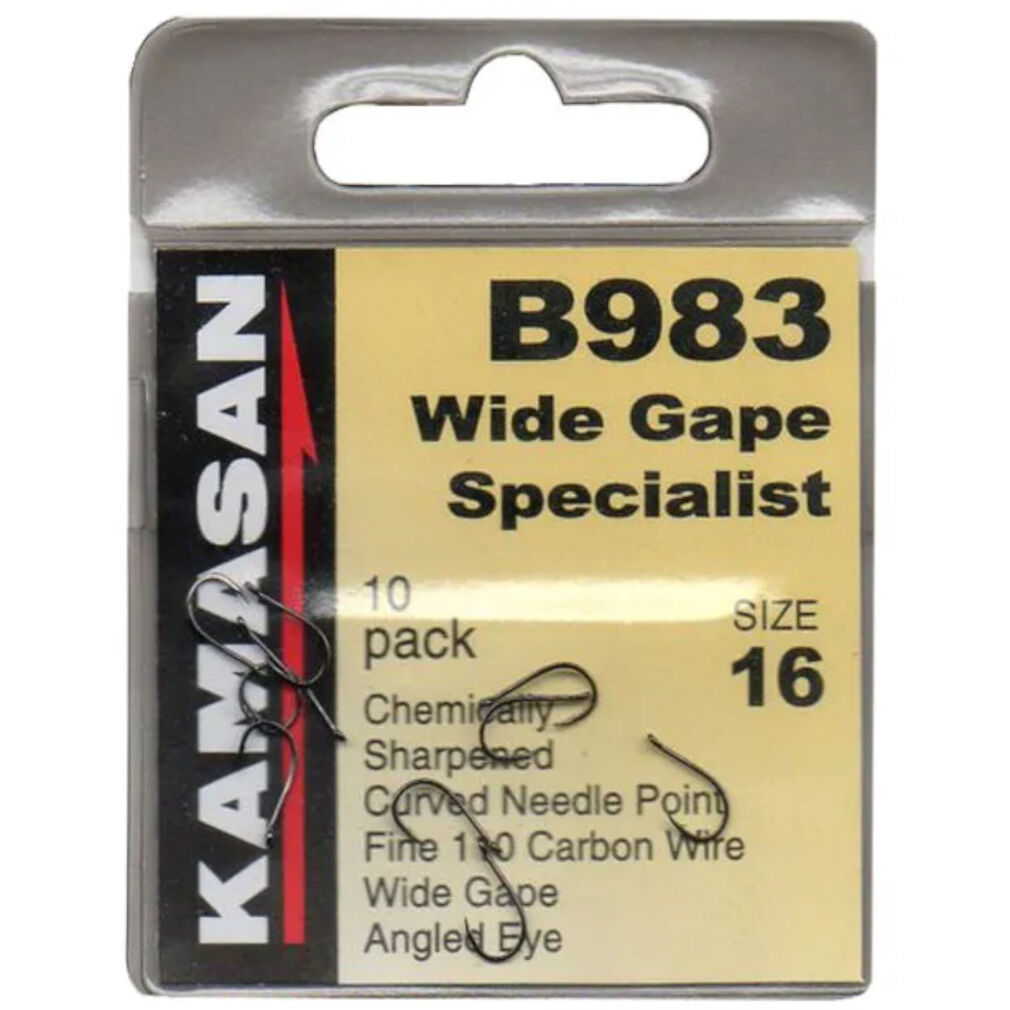 KAMASAN
B983
Wide Gape
Specialist
10
pack
SIZE
16
Chemically
Sharpened
Curved Needle Point
Fine Carbon Wire
Wide Gape
Angled Eye